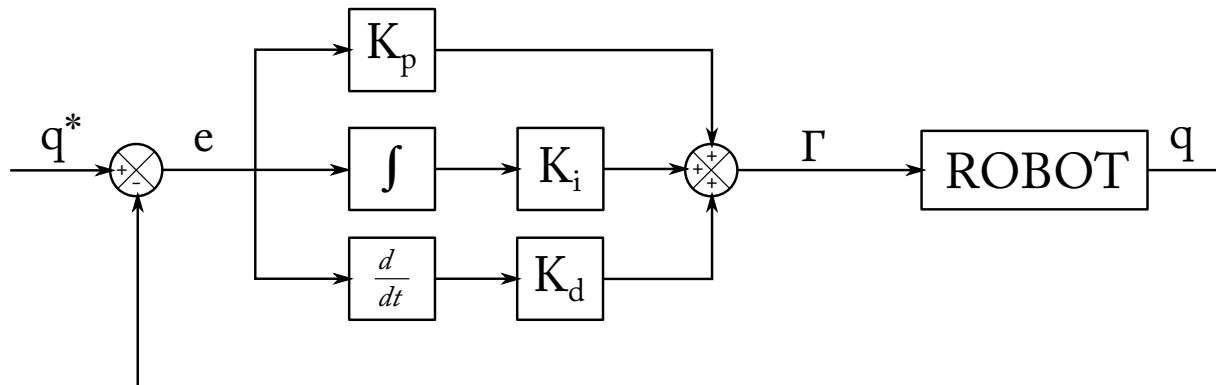 K_p
q*
+
-
e
∫
K_i
+
+
+
Γ
ROBOT
q
d
dt
K_d